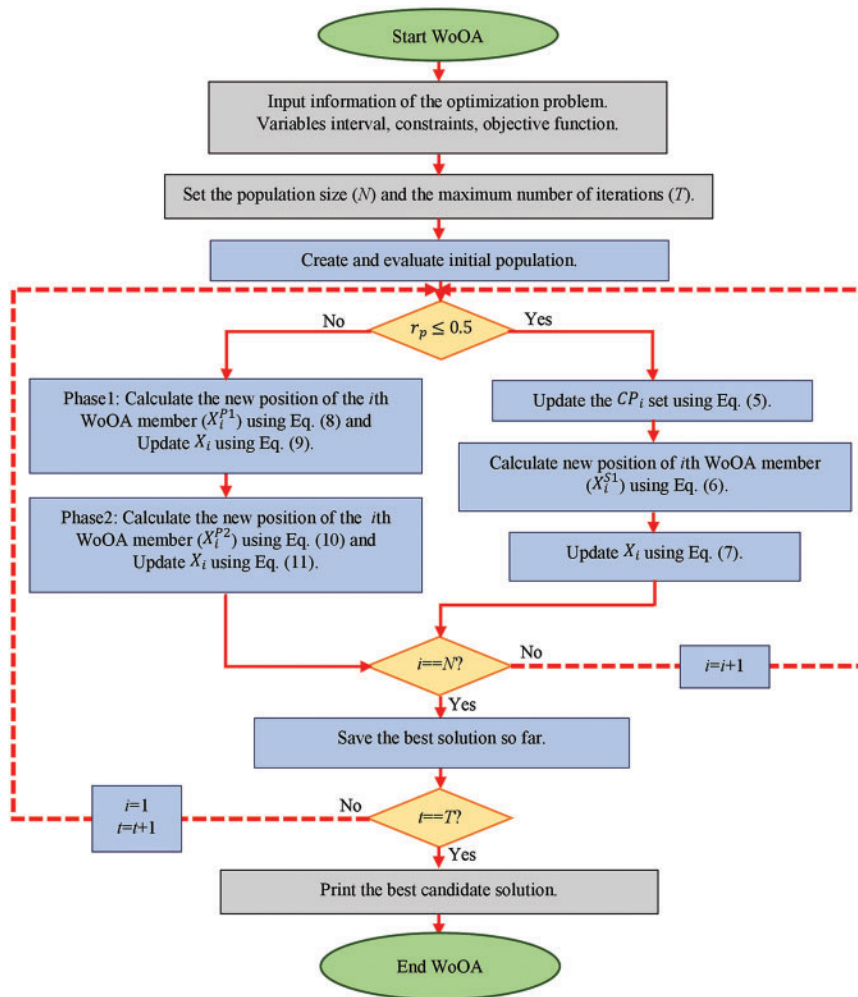 Start WoOA
Input information of the optimization problem.
Variables interval, constraints, objective function.
Set the population size (N) and the maximum number of iterations (T).
Create and evaluate initial population.
No
r_p ≤ 0.5
Yes
Phase1: Calculate the new position of the ith
WoOA member (X_i^{P1}) using Eq. (8) and
Update X_i using Eq. (9).
Phase2: Calculate the new position of the ith
WoOA member (X_i^{P2}) using Eq. (10) and
Update X_i using Eq. (11).
Update the CP_i set using Eq. (5).
Calculate new position of ith WoOA member
(X_i^{S1}) using Eq. (6).
Update X_i using Eq. (7).
i==N?
No
i=i+1
Yes
Save the best solution so far.
i=1
t=t+1
No
t==T?
Yes
Print the best candidate solution.
End WoOA